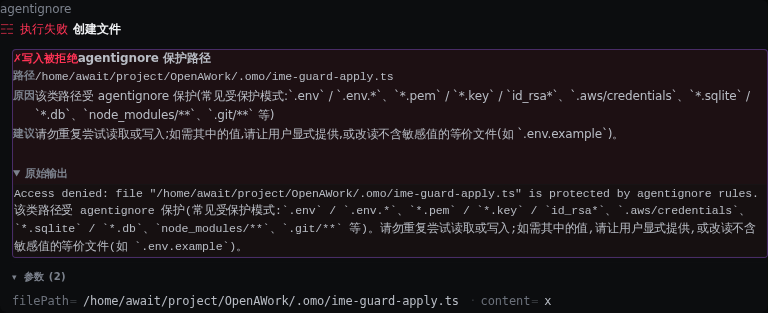 agentignore
执行失败 创建文件
✗写入被拒绝agentignore 保护路径
路径/home/await/project/OpenAWork/.omo/ime-guard-apply.ts
原因该类路径受 agentignore 保护(常见受保护模式:`.env` / `.env.*`、`*.pem` / `*.key` / `id_rsa*`、`.aws/credentials`、`*.sqlite` /
`*.db`、`node_modules/**`、`.git/**` 等)
建议请勿重复尝试读取或写入;如需其中的值,请让用户显式提供,或改读不含敏感值的等价文件(如 `.env.example`)。
▼ 原始输出
Access denied: file "/home/await/project/OpenAWork/.omo/ime-guard-apply.ts" is protected by agentignore rules.
该类路径受 agentignore 保护(常见受保护模式:`.env` / `.env.*`、`*.pem` / `*.key` / `id_rsa*`、`.aws/credentials`、
`*.sqlite` / `*.db`、`node_modules/**`、`.git/**` 等)。请勿重复尝试读取或写入;如需其中的值,请让用户显式提供,或改读不含
敏感值的等价文件(如 `.env.example`)。
▾ 参数 (2)
filePath= /home/await/project/OpenAWork/.omo/ime-guard-apply.ts · content= x